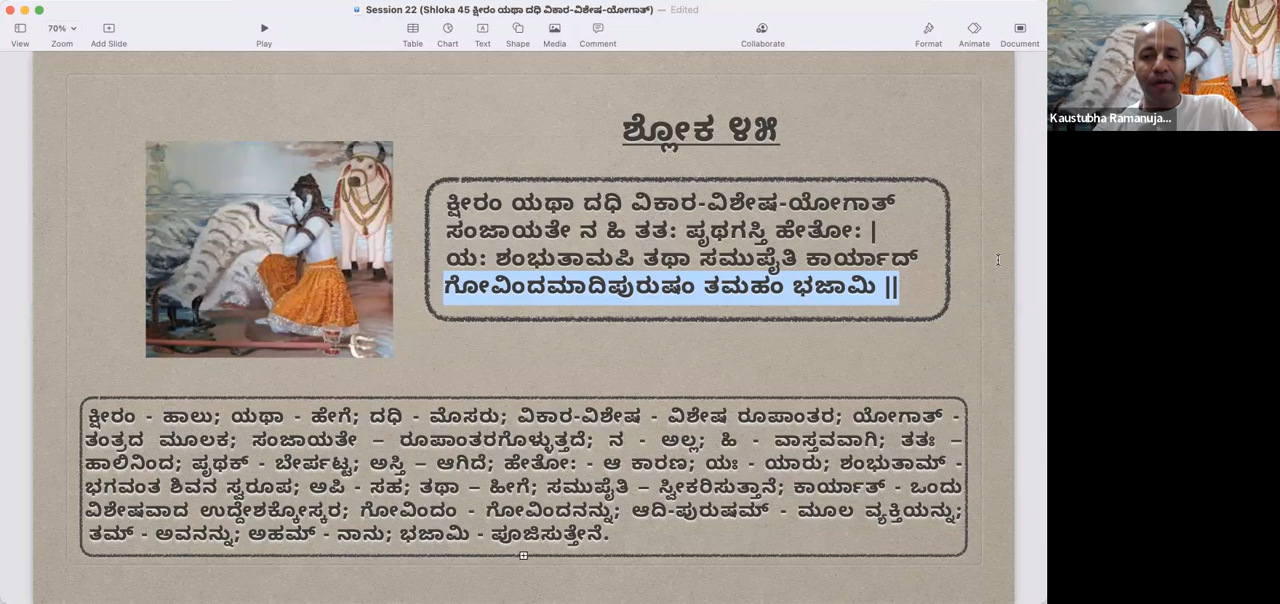 Session 22 (Shloka 45 ಕ್ಷೀರಂ ಯಥಾ ದಧಿ ವಿಕಾರ-ವಿಶೇಷ-ಯೋಗಾತ್) — Edited
70%
View Zoom Add Slide Play Table Chart Text Shape Media Comment Collaborate Format Animate Document
Kaustubha Ramanuja...
ಶ್ಲೋಕ ೪೫
ಕ್ಷೀರಂ ಯಥಾ ದಧಿ ವಿಕಾರ-ವಿಶೇಷ-ಯೋಗಾತ್
ಸಂಜಾಯತೇ ನ ಹಿ ತತ: ಪೃಥಗಸ್ತಿ ಹೇತೋ: |
ಯ: ಶಂಭುತಾಮಪಿ ತಥಾ ಸಮುಪೈತಿ ಕಾರ್ಯಾದ್
ಗೋವಿಂದಮಾದಿಪುರುಷಂ ತಮಹಂ ಭಜಾಮಿ ||
ಕ್ಷೀರಂ - ಹಾಲು; ಯಥಾ - ಹೇಗೆ; ದಧಿ - ಮೊಸರು; ವಿಕಾರ-ವಿಶೇಷ - ವಿಶೇಷ ರೂಪಾಂತರ; ಯೋಗಾತ್ -
ತಂತ್ರದ ಮೂಲಕ; ಸಂಜಾಯತೇ – ರೂಪಾಂತರಗೊಳ್ಳುತ್ತದೆ; ನ - ಅಲ್ಲ; ಹಿ - ವಾಸ್ತವವಾಗಿ; ತತಃ –
ಹಾಲಿನಿಂದ; ಪೃಥಕ್ - ಬೇರ್ಪಟ್ಟ; ಅಸ್ತಿ – ಆಗಿದೆ; ಹೇತೋ: - ಆ ಕಾರಣ; ಯಃ - ಯಾರು; ಶಂಭುತಾಮ್ -
ಭಗವಂತ ಶಿವನ ಸ್ವರೂಪ; ಅಪಿ - ಸಹ; ತಥಾ – ಹೀಗೆ; ಸಮುಪೈತಿ – ಸ್ವೀಕರಿಸುತ್ತಾನೆ; ಕಾರ್ಯಾತ್ - ಒಂದು
ವಿಶೇಷವಾದ ಉದ್ದೇಶಕ್ಕೋಸ್ಕರ; ಗೋವಿಂದಂ - ಗೋವಿಂದನನ್ನು; ಆದಿ-ಪುರುಷಮ್ - ಮೂಲ ವ್ಯಕ್ತಿಯನ್ನು;
ತಮ್ - ಅವನನ್ನು; ಅಹಮ್ - ನಾನು; ಭಜಾಮಿ - ಪೂಜಿಸುತ್ತೇನೆ.